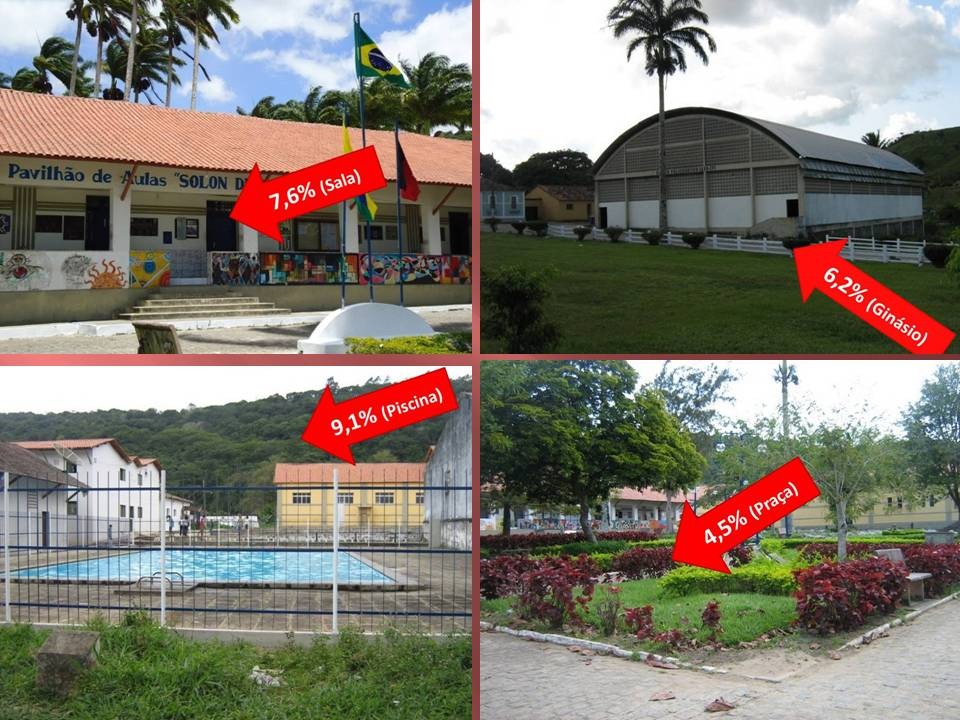 Pavilhão de Aulas "SOLON D
7,6% (Sala)
6,2% (Ginásio)
9,1% (Piscina)
4,5% (Praça)